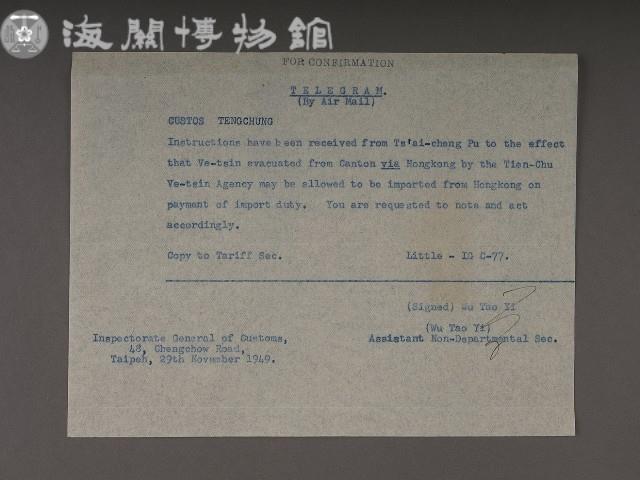 海關博物館
FOR CONFIRMATION
TELEGRAM.
(By Air Mail)
CUSTOS TENGCHUNG
Instructions have been received from Ts'ai-cheng Pu to the effect
that Ve-tsin evacuated from Canton via Hongkong by the Tien-Chu
Ve-tsin Agency may be allowed to be imported from Hongkong on
payment of import duty. You are requested to note and act
accordingly.
Copy to Tariff Sec. Little - IG C-77.
(Signed) Wu Tao Yi
(Wu Tao Yi)
Assistant Non-Departmental Sec.
Inspectorate General of Customs,
48, Chengchow Road,
Taipeh, 29th November 1949.